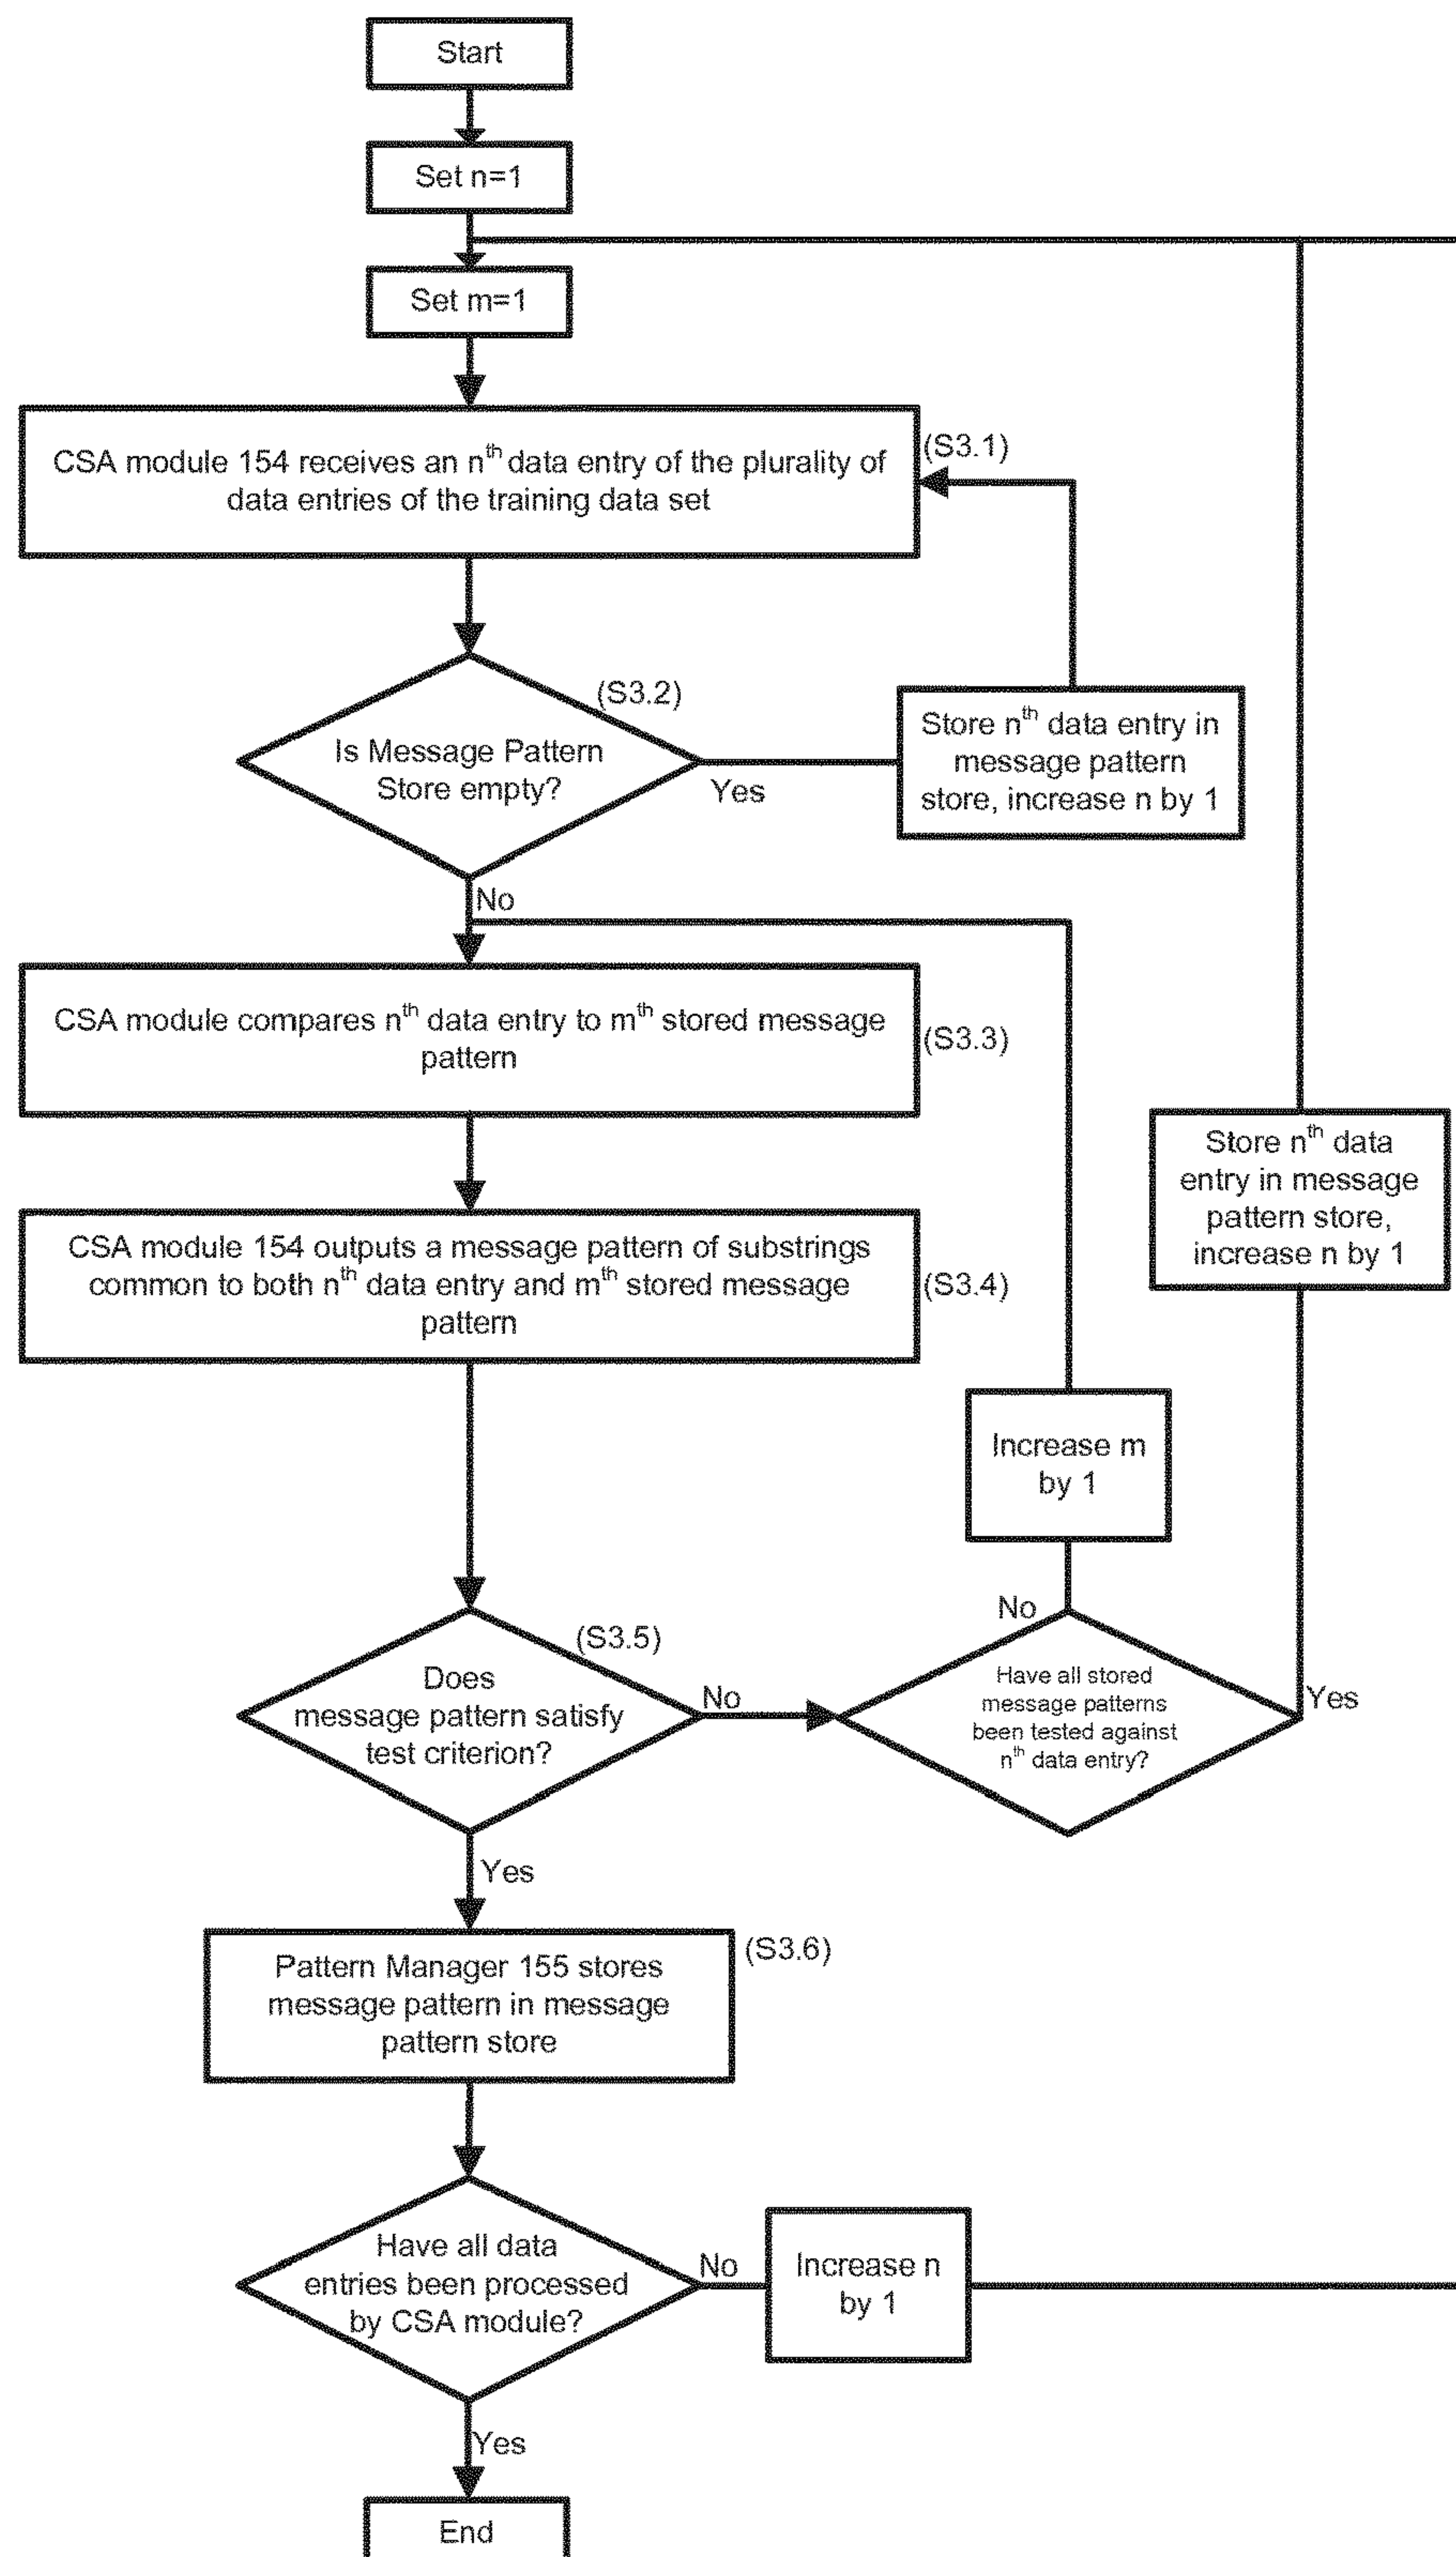 Start
Set n=1
Set m=1
CSA module 154 receives an nth data entry of the plurality of
data entries of the training data set
(S3.1)
(S3.2)
Is Message Pattern
Store empty?
Yes
Store nth data entry in
message pattern
store, increase n by 1
No
CSA module compares nth data entry to mth stored message
pattern
(S3.3)
Store nth data
entry in message
pattern store,
increase n by 1
CSA module 154 outputs a message pattern of substrings
common to both nth data entry and mth stored message
pattern
(S3.4)
Increase m
by 1
(S3.5)
Does
message pattern satisfy
test criterion?
No
No
Have all stored
message patterns
been tested against
nth data entry?
Yes
Yes
Pattern Manager 155 stores
message pattern in message
pattern store
(S3.6)
Have all data
entries been processed
by CSA module?
No
Increase n
by 1
Yes
End